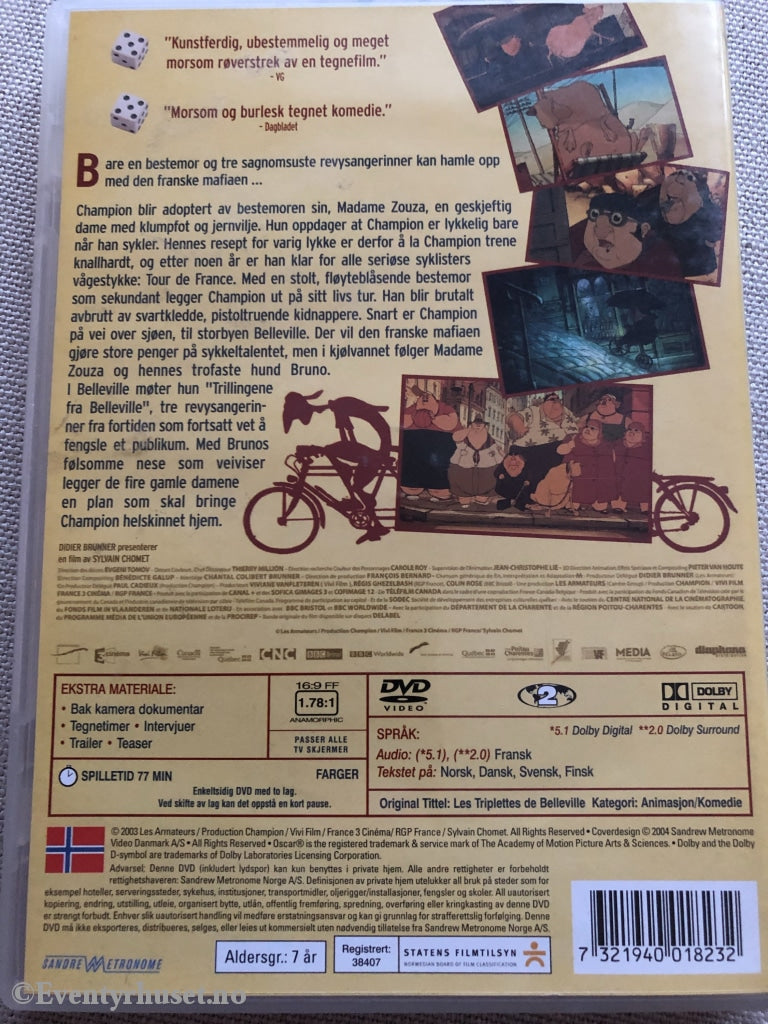 "Kunstferdig, ubestemmelig og meget
morsom røverstrek av en tegnefilm."
- VG
"Morsom og burlesk tegnet komedie."
- Dagbladet
Bare en bestemor og tre sagnomsuste revysangerinner kan hamle opp
med den franske mafiaen ...
Champion blir adoptert av bestemoren sin, Madame Zouza, en geskjeftig
dame med klumpfot og jernvilje. Hun oppdager at Champion er lykkelig bare
når han sykler. Hennes resept for varig lykke er derfor å la Champion trene
knallhardt, og etter noen år er han klar for alle seriøse syklisters
vågestykke: Tour de France. Med en stolt, fløyteblåsende bestemor
som sekundant legger Champion ut på sitt livs tur. Han blir brutalt
avbrutt av svartkledde, pistoltruende kidnappere. Snart er Champion
på vei over sjøen, til storbyen Belleville. Der vil den franske mafiaen
gjøre store penger på sykkeltalentet, men i kjølvannet følger Madame
Zouza og hennes trofaste hund Bruno.
I Belleville møter hun "Trillingene
fra Belleville", tre revysangerin-
ner fra fortiden som fortsatt vet å
fengsle et publikum. Med Brunos
følsomme nese som veiviser
legger de fire gamle damene
en plan som skal bringe
Champion helskinnet hjem.
DIDIER BRUNNER presenterer
en film av SYLVAIN CHOMET
© Les Armateurs / Production Champion / Vivi Film / France 3 Cinéma / RGP France / Sylvain Chomet
CNC BBC BRISTOL BBC Worldwide MEDIA diaphana
EKSTRA MATERIALE:
• Bak kamera dokumentar
• Tegnetimer • Intervjuer
• Trailer • Teaser
16:9 FF
1.78:1
ANAMORPHIC
PASSER ALLE
TV SKJERMER
SPILLETID 77 MIN FARGER
Enkeltsidig DVD med to lag.
Ved skifte av lag kan det oppstå en kort pause.
DVD
VIDEO
2
DOLBY
DIGITAL
SPRÅK: *5.1 Dolby Digital **2.0 Dolby Surround
Audio: (*5.1), (**2.0) Fransk
Tekstet på: Norsk, Dansk, Svensk, Finsk
Original Tittel: Les Triplettes de Belleville Kategori: Animasjon/Komedie
© 2003 Les Armateurs / Production Champion / Vivi Film / France 3 Cinéma / RGP France / Sylvain Chomet. All Rights Reserved • Coverdesign © 2004 Sandrew Metronome
Video Danmark A/S • All Rights Reserved • Oscar® is the registered trademark & service mark of The Academy of Motion Picture Arts & Sciences. • Dolby and the Dolby
D-symbol are trademarks of Dolby Laboratories Licensing Corporation.
Advarsel: Denne DVD (inkludert lydspor) kan kun benyttes i private hjem. Alle andre rettigheter er forbeholdt
rettighetshaveren: Sandrew Metronome Norge A/S. Definisjonen av private hjem utelukker all bruk på steder som for
eksempel hoteller, serveringssteder, sykehus, institusjoner, transportmidler, oljerigger/installasjoner, fengsler og skoler. All uautorisert
kopiering, endring, utstilling, utleie, organisert bytte, utlån, offentlig fremføring, spredning, overføring eller kringkasting av denne DVD
er strengt forbudt. Enhver slik uautorisert handling vil medføre erstatningsansvar og kan gi grunnlag for strafferettslig forfølging. Denne
DVD må ikke eksporteres, distribueres, selges, eller leies ut kommersielt uten nødvendig tillatelse fra Sandrew Metronome Norge A/S.
SANDREW METRONOME
Aldersgr.: 7 år
Registrert:
38407
STATENS FILMTILSYN
NORWEGIAN BOARD OF FILM CLASSIFICATION
7 321940 018232
©Eventyrhuset.no